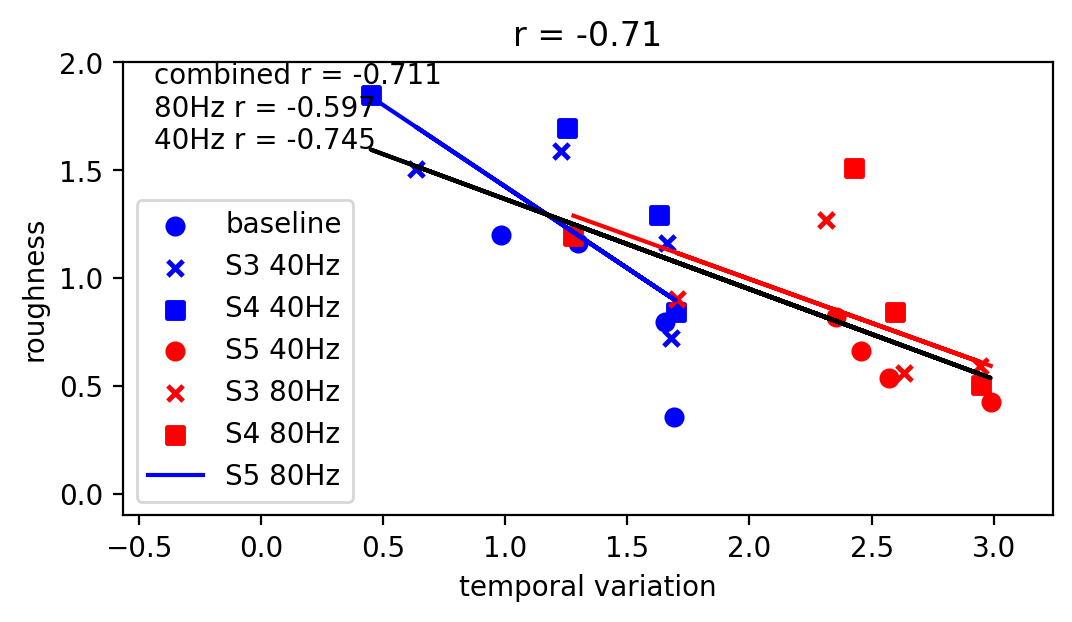 r = -0.71
combined r = -0.711
80Hz r = -0.597
40Hz r = -0.745
baseline
S3 40Hz
S4 40Hz
S5 40Hz
S3 80Hz
S4 80Hz
S5 80Hz
roughness
2.0
1.5
1.0
0.5
0.0
−0.5 0.0 0.5 1.0 1.5 2.0 2.5 3.0
temporal variation